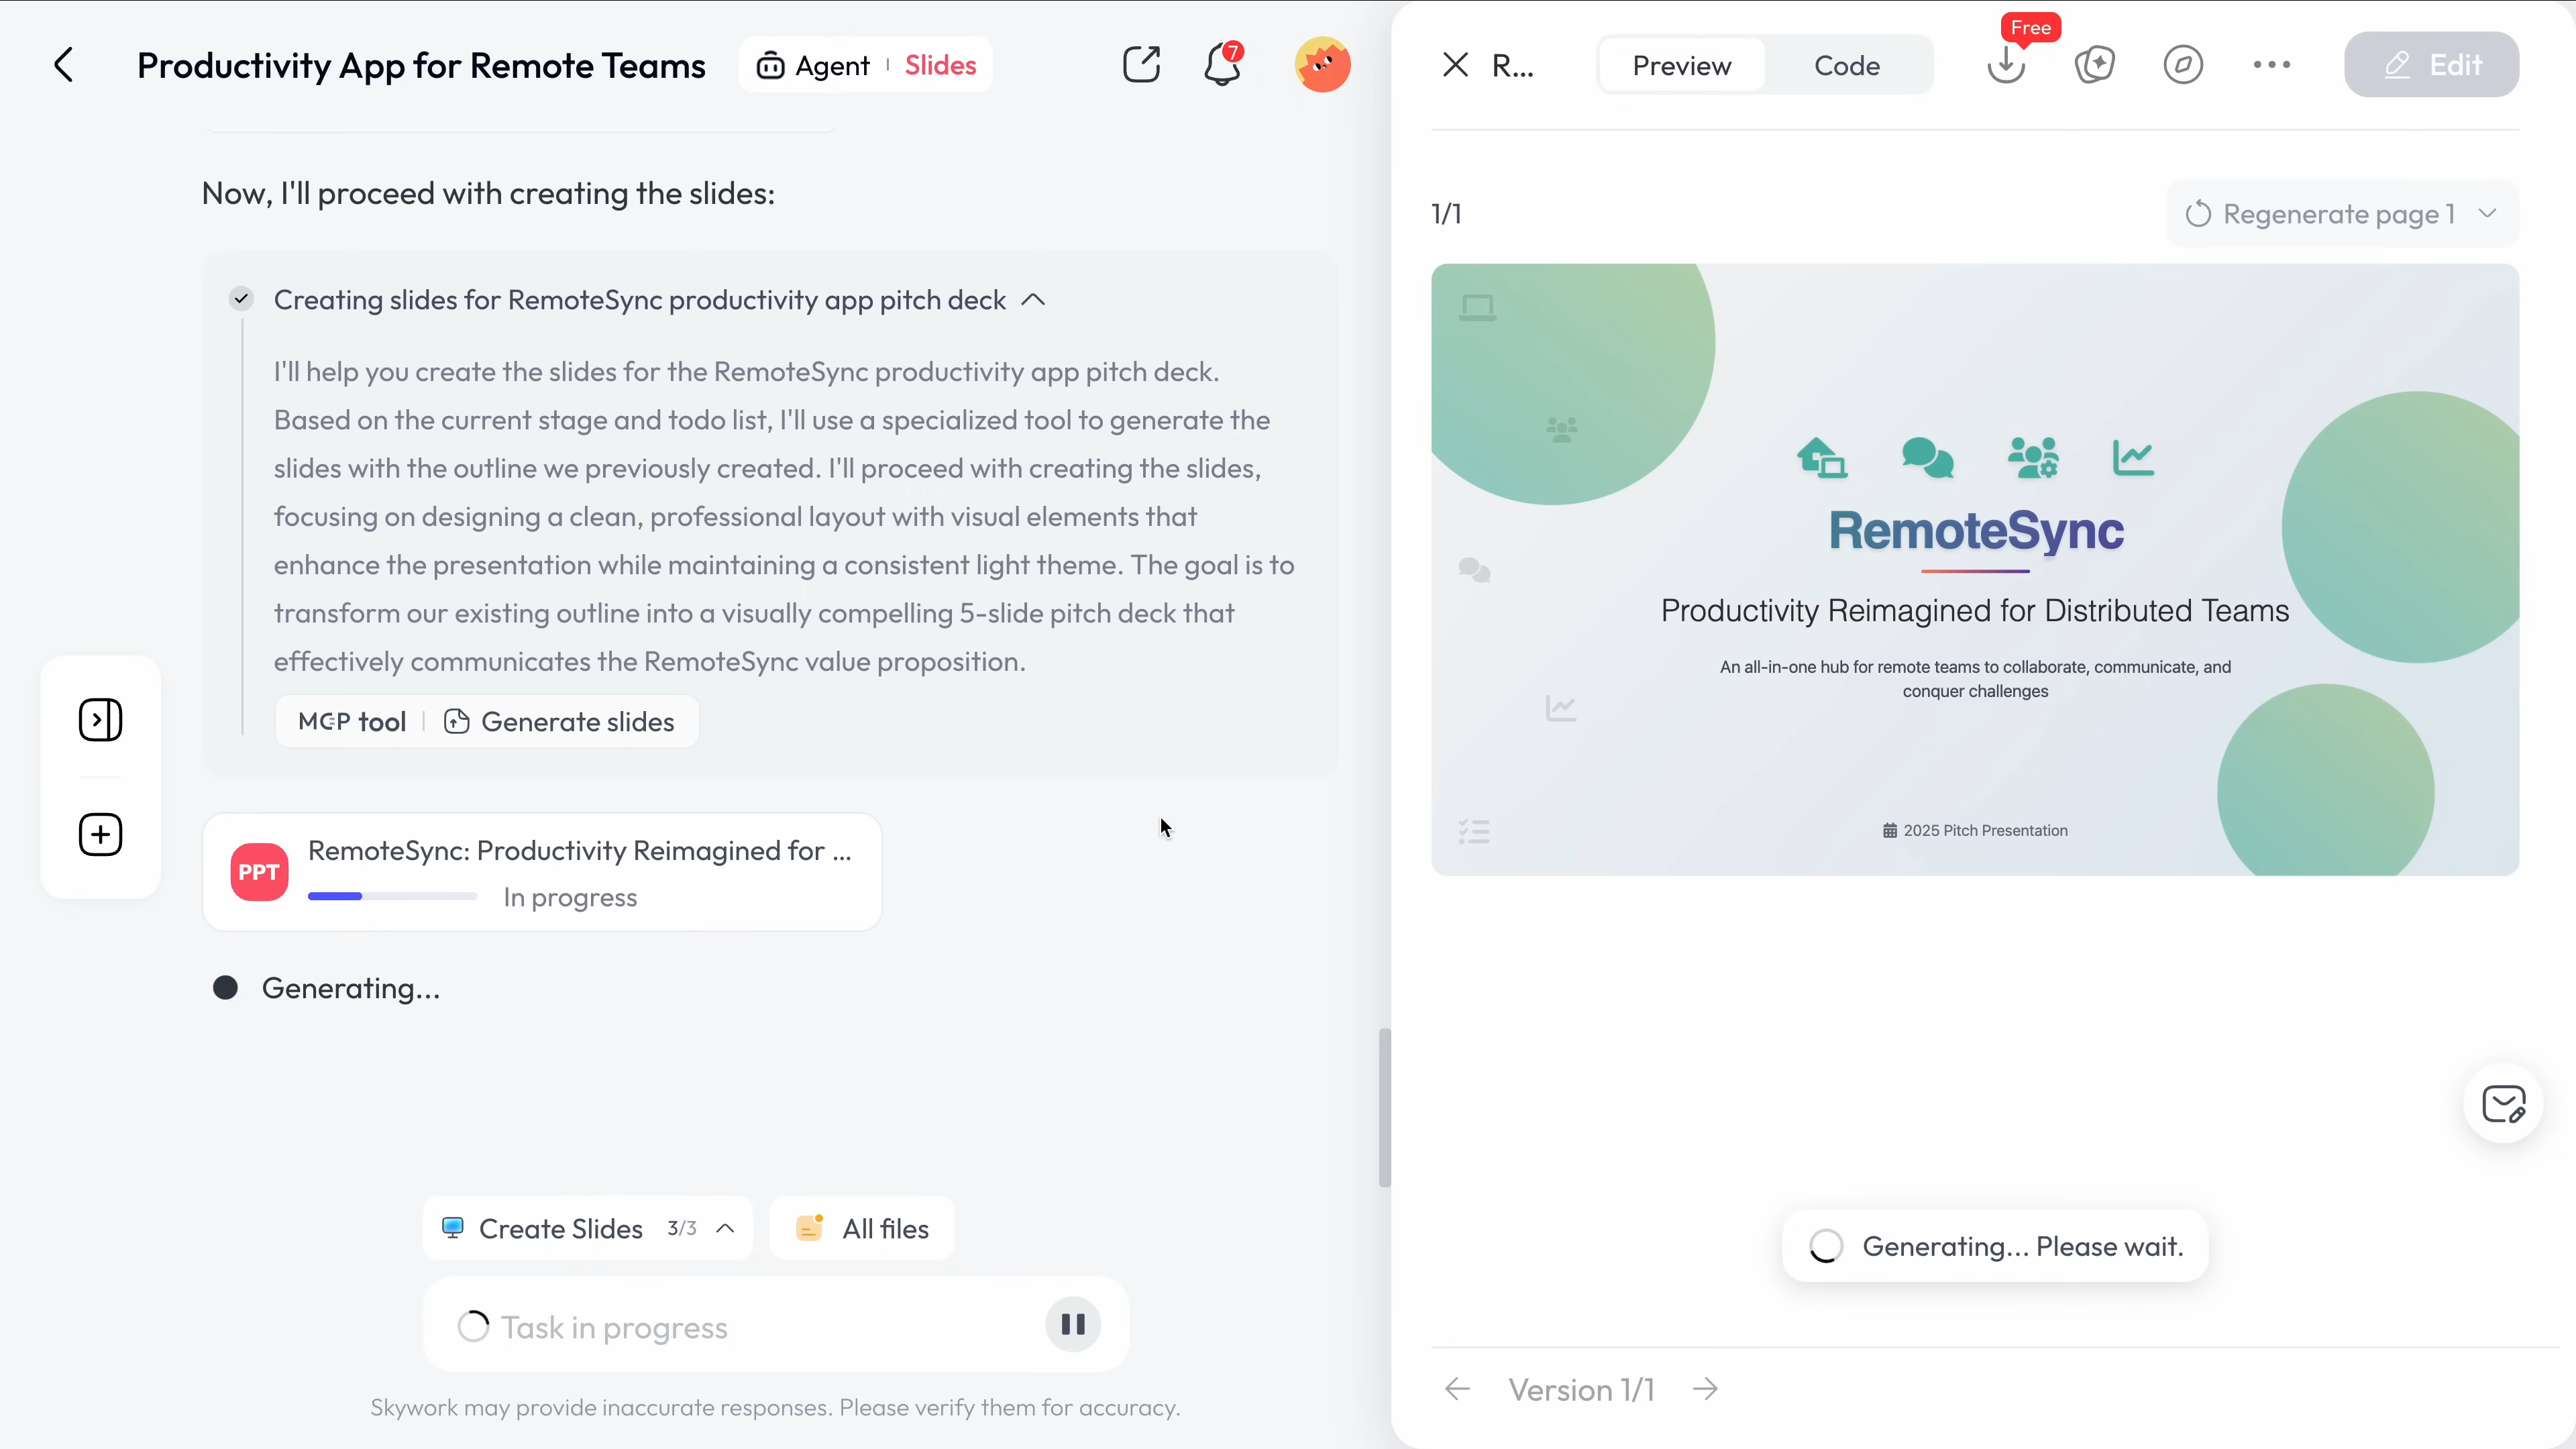 Productivity App for Remote Teams
Agent
Slides
7
Now, I'll proceed with creating the slides:
Creating slides for RemoteSync productivity app pitch deck
I'll help you create the slides for the RemoteSync productivity app pitch deck.
Based on the current stage and todo list, I'll use a specialized tool to generate the
slides with the outline we previously created. I'll proceed with creating the slides,
focusing on designing a clean, professional layout with visual elements that
enhance the presentation while maintaining a consistent light theme. The goal is to
transform our existing outline into a visually compelling 5-slide pitch deck that
effectively communicates the RemoteSync value proposition.
MCP tool
Generate slides
PPT
RemoteSync: Productivity Reimagined for ...
In progress
Generating...
Create Slides 3/3
All files
Task in progress
Skywork may provide inaccurate responses. Please verify them for accuracy.
R...
Preview
Code
Free
Edit
1/1
Regenerate page 1
RemoteSync
Productivity Reimagined for Distributed Teams
An all-in-one hub for remote teams to collaborate, communicate, and
conquer challenges
2025 Pitch Presentation
Generating... Please wait.
Version 1/1